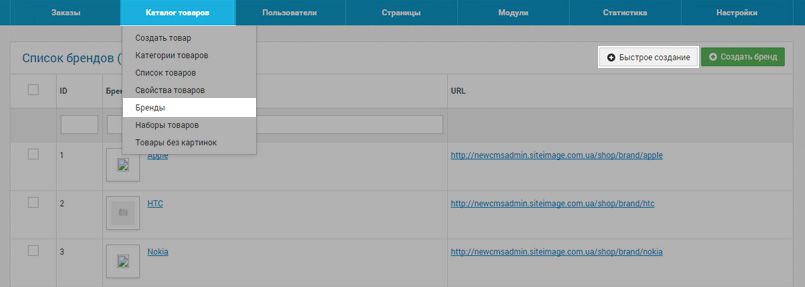 Заказы Каталог товаров Пользователи Страницы Модули Статистика Настройки
Создать товар
Категории товаров
Список товаров
Свойства товаров
Бренды
Наборы товаров
Товары без картинок
Список брендов (
Быстрое создание
Создать бренд
ID URL
1 Apple http://newcmsadmin.siteimage.com.ua/shop/brand/apple
2 HTC http://newcmsadmin.siteimage.com.ua/shop/brand/htc
3 Nokia http://newcmsadmin.siteimage.com.ua/shop/brand/nokia